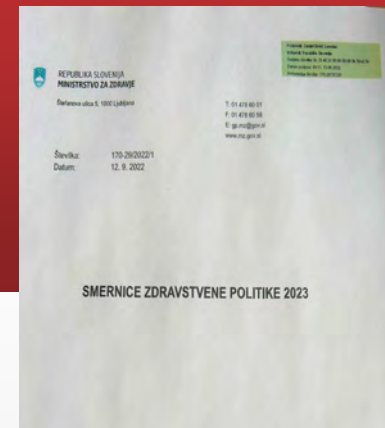 REPUBLIKA SLOVENIJA
MINISTRSTVO ZA ZDRAVJE
Štefanova ulica 5, 1000 Ljubljana
T: 01 478 60 01
F: 01 478 60 58
E: gp.mz@gov.si
www.mz.gov.si
Številka: 170-29/2022/1
Datum: 12. 9. 2022
SMERNICE ZDRAVSTVENE POLITIKE 2023